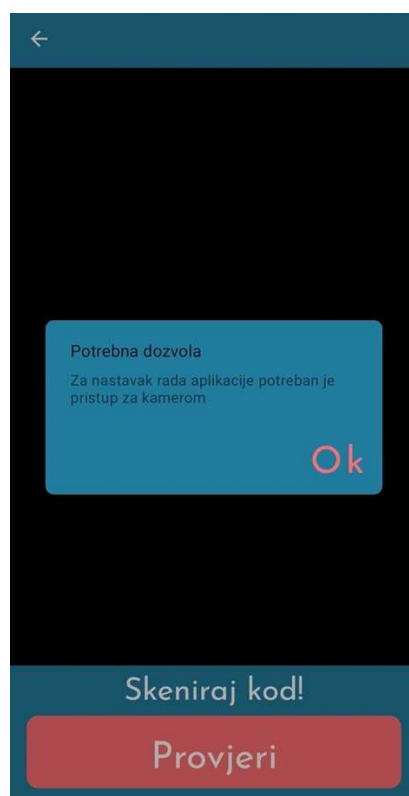 Potrebna dozvola
Za nastavak rada aplikacije potreban je
pristup za kamerom
Ok
Skeniraj kod!
Provjeri